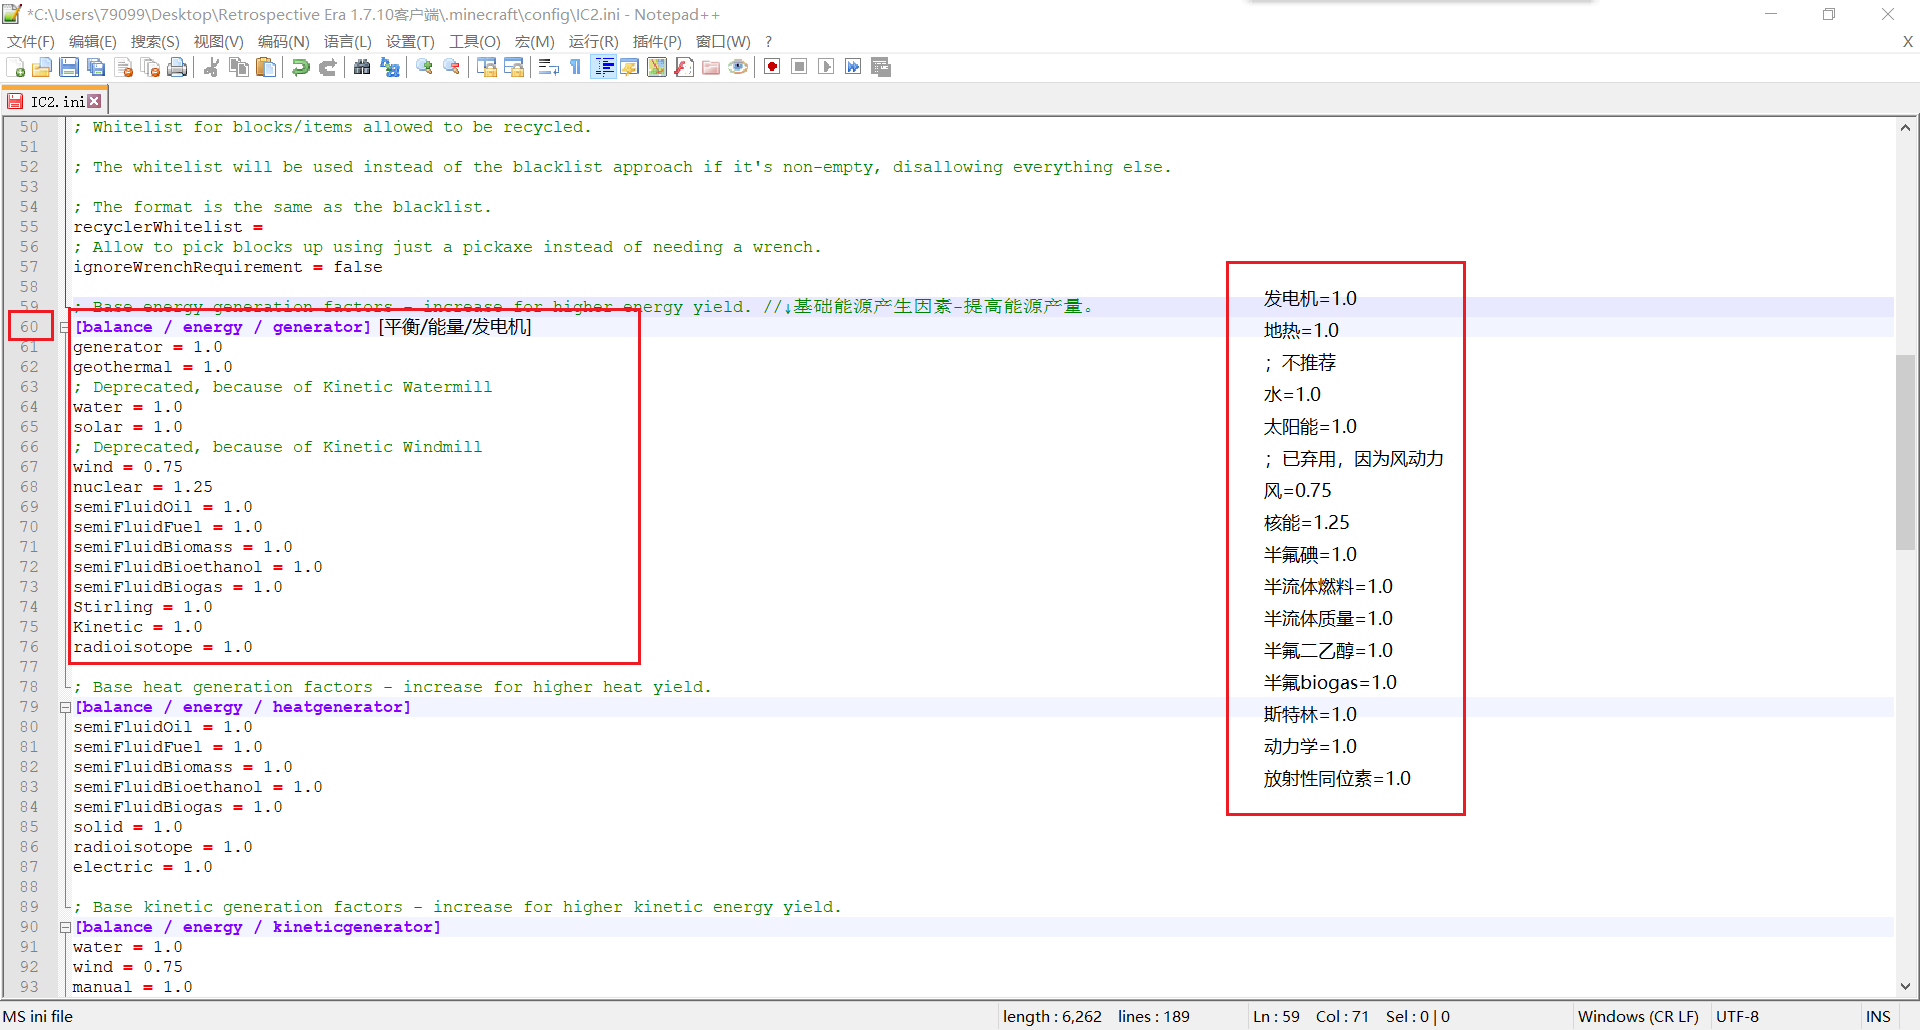 *C:\Users\79099\Desktop\Retrospective Era 1.7.10客户端\.minecraft\config\IC2.ini - Notepad++
文件(F) 编辑(E) 搜索(S) 视图(V) 编码(N) 语言(L) 设置(T) 工具(O) 宏(M) 运行(R) 插件(P) 窗口(W) ? X
IC2.ini
50 ; Whitelist for blocks/items allowed to be recycled.
51
52 ; The whitelist will be used instead of the blacklist approach if it's non-empty, disallowing everything else.
53
54 ; The format is the same as the blacklist.
55 recyclerWhitelist =
56 ; Allow to pick blocks up using just a pickaxe instead of needing a wrench.
57 ignoreWrenchRequirement = false
58
59 ; Base energy generation factors - increase for higher energy yield. //↓基础能源产生因素-提高能源产量。
60 [balance / energy / generator] [平衡/能量/发电机]
61 generator = 1.0
62 geothermal = 1.0
63 ; Deprecated, because of Kinetic Watermill
64 water = 1.0
65 solar = 1.0
66 ; Deprecated, because of Kinetic Windmill
67 wind = 0.75
68 nuclear = 1.25
69 semiFluidOil = 1.0
70 semiFluidFuel = 1.0
71 semiFluidBiomass = 1.0
72 semiFluidBioethanol = 1.0
73 semiFluidBiogas = 1.0
74 Stirling = 1.0
75 Kinetic = 1.0
76 radioisotope = 1.0
77
78 ; Base heat generation factors - increase for higher heat yield.
79 [balance / energy / heatgenerator]
80 semiFluidOil = 1.0
81 semiFluidFuel = 1.0
82 semiFluidBiomass = 1.0
83 semiFluidBioethanol = 1.0
84 semiFluidBiogas = 1.0
85 solid = 1.0
86 radioisotope = 1.0
87 electric = 1.0
88
89 ; Base kinetic generation factors - increase for higher kinetic energy yield.
90 [balance / energy / kineticgenerator]
91 water = 1.0
92 wind = 0.75
93 manual = 1.0
发电机=1.0
地热=1.0
；不推荐
水=1.0
太阳能=1.0
；已弃用，因为风动力
风=0.75
核能=1.25
半氟碘=1.0
半流体燃料=1.0
半流体质量=1.0
半氟二乙醇=1.0
半氟biogas=1.0
斯特林=1.0
动力学=1.0
放射性同位素=1.0
MS ini file length : 6,262 lines : 189 Ln : 59 Col : 71 Sel : 0 | 0 Windows (CR LF) UTF-8 INS